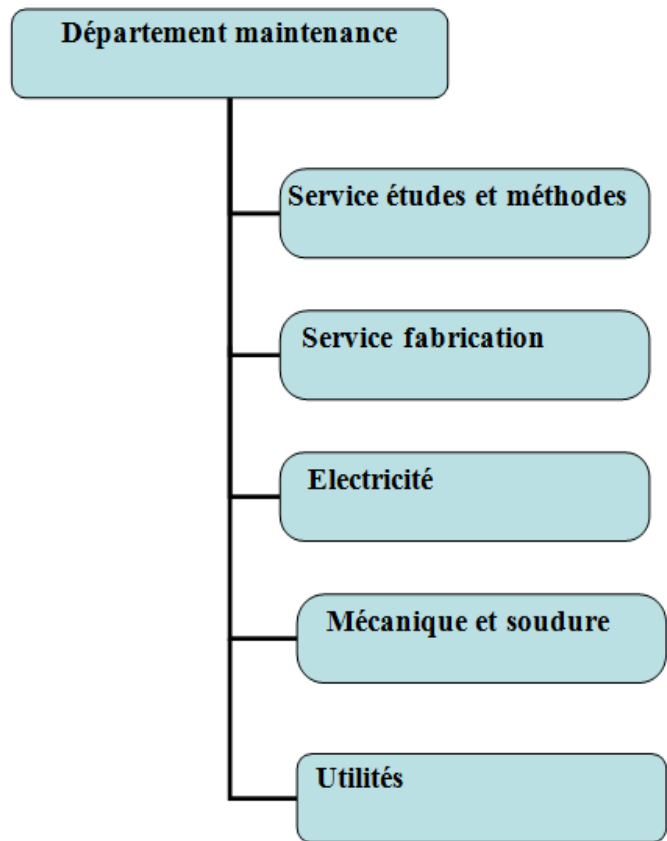 Département maintenance
Service études et méthodes
Service fabrication
Electricité
Mécanique et soudure
Utilités